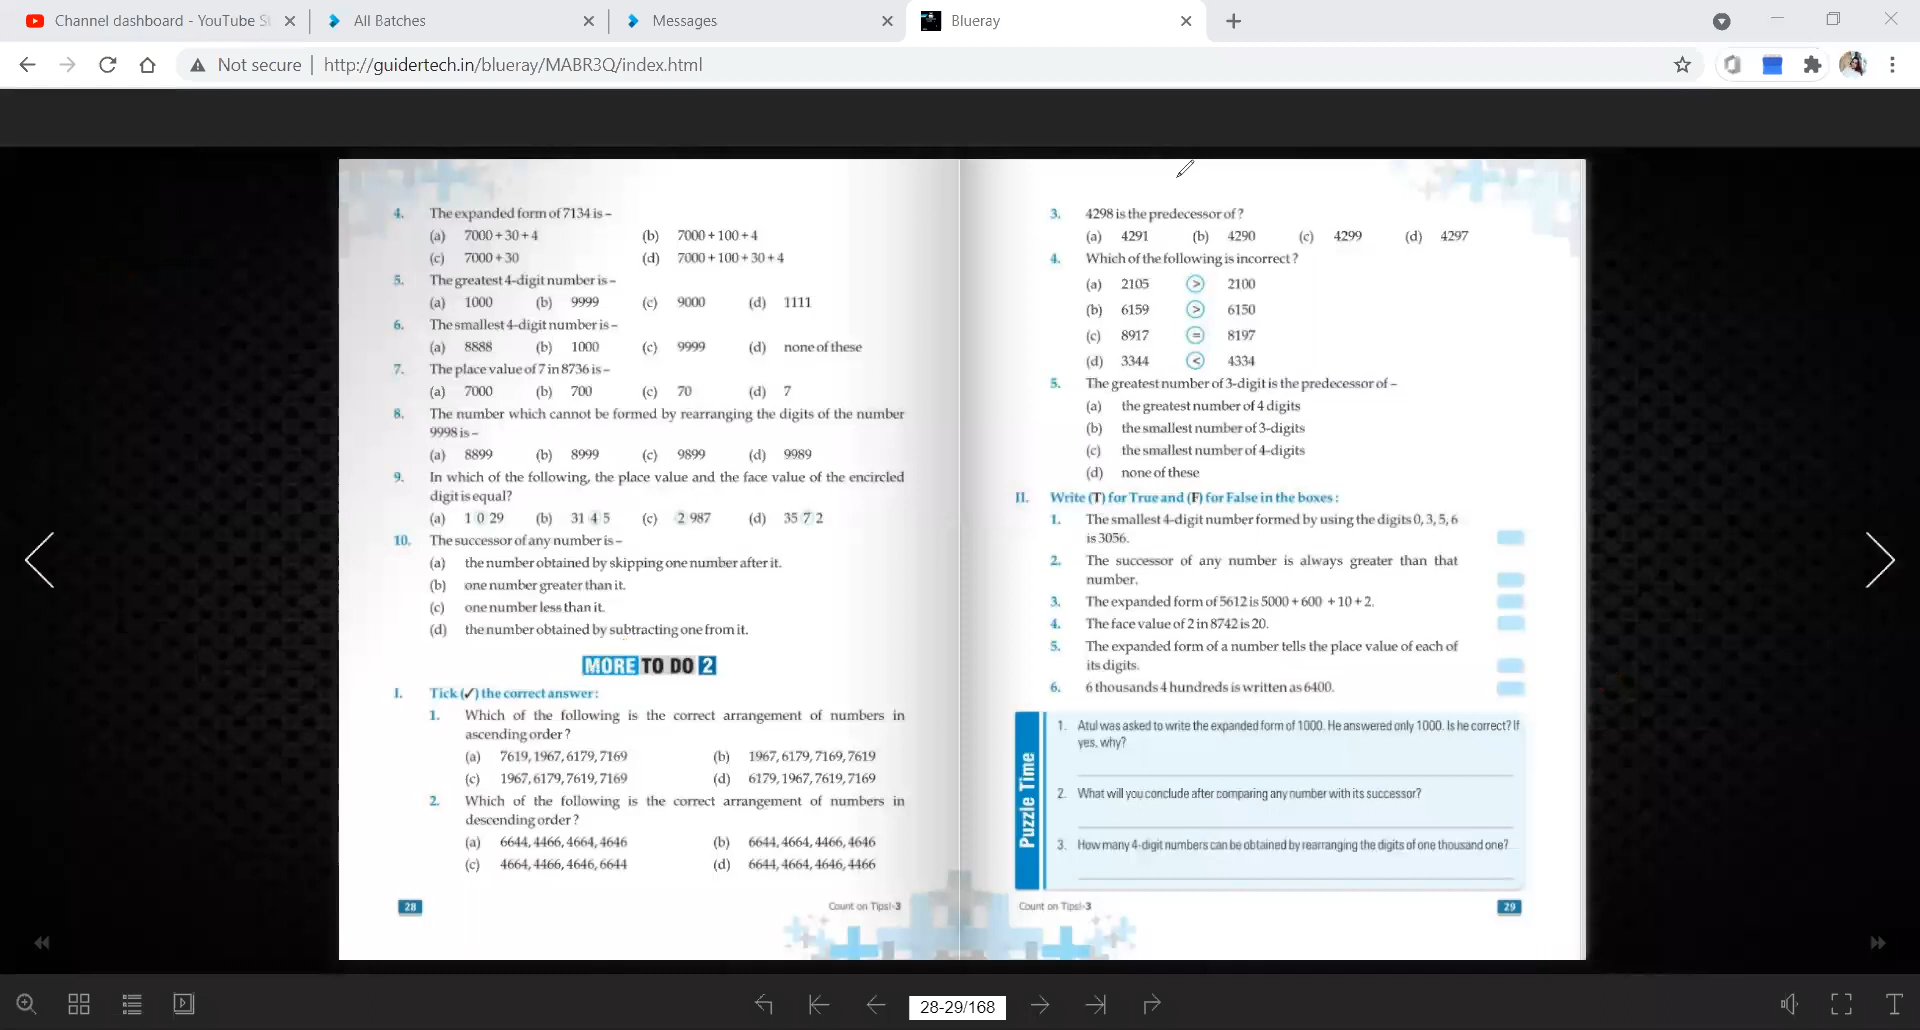 Channel dashboard - YouTube St
All Batches
Messages
Blueray
Not secure | http://guidertech.in/blueray/MABR3Q/index.html
4. The expanded form of 7134 is –
(a) 7000 + 30 + 4 (b) 7000 + 100 + 4
(c) 7000 + 30 (d) 7000 + 100 + 30 + 4
5. The greatest 4-digit number is –
(a) 1000 (b) 9999 (c) 9000 (d) 1111
6. The smallest 4-digit number is –
(a) 8888 (b) 1000 (c) 9999 (d) none of these
7. The place value of 7 in 8736 is –
(a) 7000 (b) 700 (c) 70 (d) 7
8. The number which cannot be formed by rearranging the digits of the number
9998 is –
(a) 8899 (b) 8999 (c) 9899 (d) 9989
9. In which of the following, the place value and the face value of the encircled
digit is equal?
(a) 1 0 29 (b) 31 4 5 (c) 2 987 (d) 35 7 2
10. The successor of any number is –
(a) the number obtained by skipping one number after it.
(b) one number greater than it.
(c) one number less than it.
(d) the number obtained by subtracting one from it.
MORE TO DO 2
I. Tick (✓) the correct answer :
1. Which of the following is the correct arrangement of numbers in
ascending order ?
(a) 7619, 1967, 6179, 7169 (b) 1967, 6179, 7169, 7619
(c) 1967, 6179, 7619, 7169 (d) 6179, 1967, 7619, 7169
2. Which of the following is the correct arrangement of numbers in
descending order ?
(a) 6644, 4466, 4664, 4646 (b) 6644, 4664, 4466, 4646
(c) 4664, 4466, 4646, 6644 (d) 6644, 4664, 4646, 4466
28
Count on Tips!-3
3. 4298 is the predecessor of ?
(a) 4291 (b) 4290 (c) 4299 (d) 4297
4. Which of the following is incorrect ?
(a) 2105 > 2100
(b) 6159 > 6150
(c) 8917 = 8197
(d) 3344 < 4334
5. The greatest number of 3-digit is the predecessor of –
(a) the greatest number of 4 digits
(b) the smallest number of 3-digits
(c) the smallest number of 4-digits
(d) none of these
II. Write (T) for True and (F) for False in the boxes :
1. The smallest 4-digit number formed by using the digits 0, 3, 5, 6
is 3056.
2. The successor of any number is always greater than that
number.
3. The expanded form of 5612 is 5000 + 600 + 10 + 2.
4. The face value of 2 in 8742 is 20.
5. The expanded form of a number tells the place value of each of
its digits.
6. 6 thousands 4 hundreds is written as 6400.
Puzzle Time
1. Atul was asked to write the expanded form of 1000. He answered only 1000. Is he correct? If
yes, why?
2. What will you conclude after comparing any number with its successor?
3. How many 4-digit numbers can be obtained by rearranging the digits of one thousand one?
Count on Tips!-3
29
28-29/168